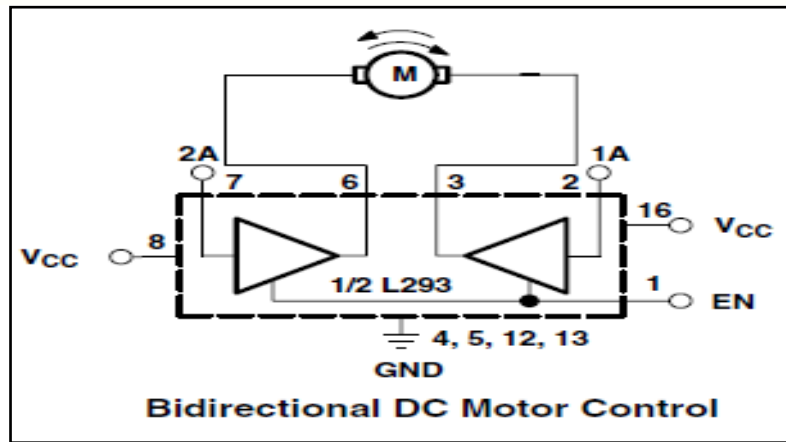 M
2A
1A
7 6 3 2
16
VCC 8
VCC
1/2 L293
1
EN
4, 5, 12, 13
GND
Bidirectional DC Motor Control